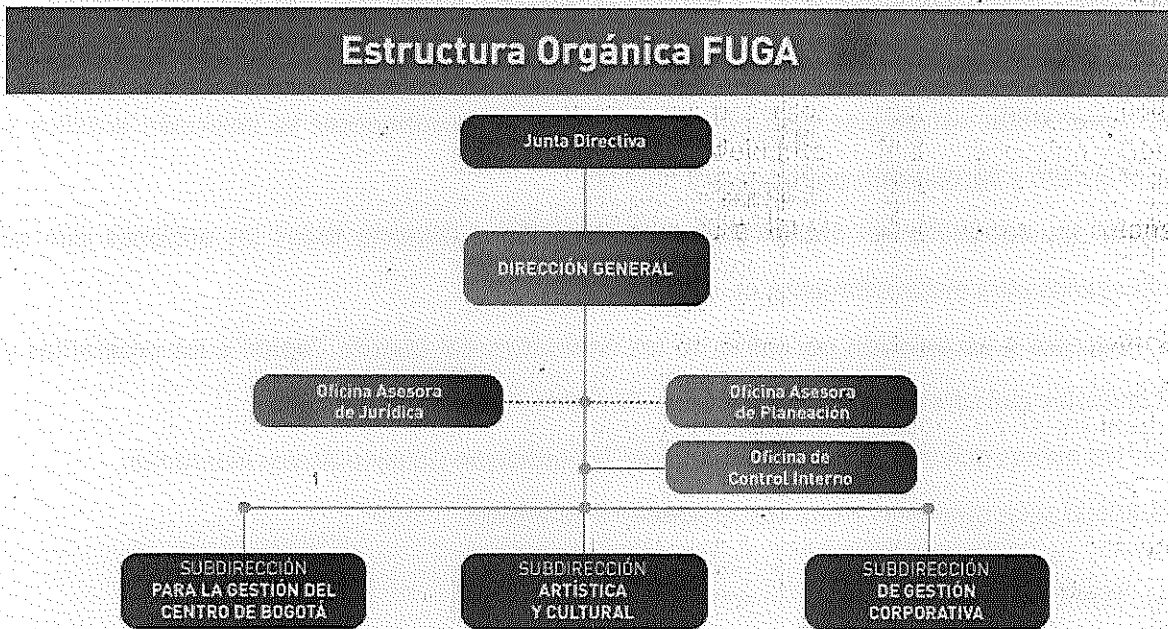 Estructura Orgánica FUGA
Junta Directiva
DIRECCIÓN GENERAL
Oficina Asesora
de Jurídica
Oficina Asesora
de Planeación
Oficina de
Control Interno
SUBDIRECCIÓN
PARA LA GESTIÓN DEL
CENTRO DE BOGOTÁ
SUBDIRECCIÓN
ARTÍSTICA
Y CULTURAL
SUBDIRECCIÓN
DE GESTIÓN
CORPORATIVA